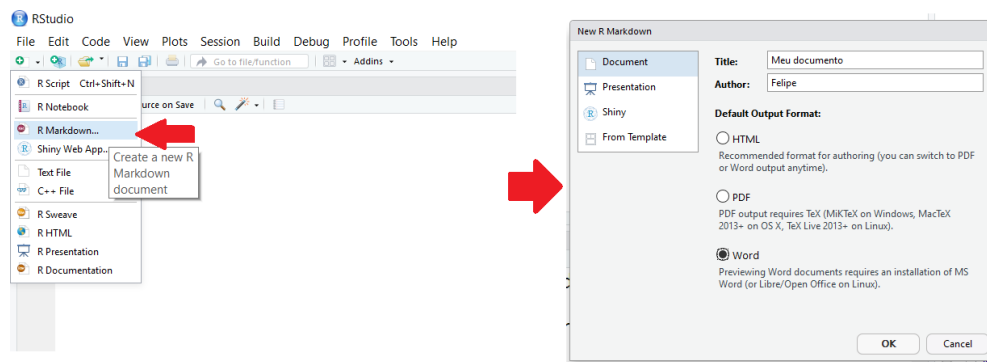 RStudio
File Edit Code View Plots Session Build Debug Profile Tools Help
Go to file/function Addins
R Script Ctrl+Shift+N
R Notebook
R Markdown...
Shiny Web App...
Text File
C++ File
R Sweave
R HTML
R Presentation
R Documentation
urce on Save
Create a new R
Markdown
document
New R Markdown
Document
Presentation
Shiny
From Template
Title: Meu documento
Author: Felipe
Default Output Format:
HTML
Recommended format for authoring (you can switch to PDF
or Word output anytime).
PDF
PDF output requires TeX (MiKTeX on Windows, MacTeX
2013+ on OS X, TeX Live 2013+ on Linux).
Word
Previewing Word documents requires an installation of MS
Word (or Libre/Open Office on Linux).
OK Cancel